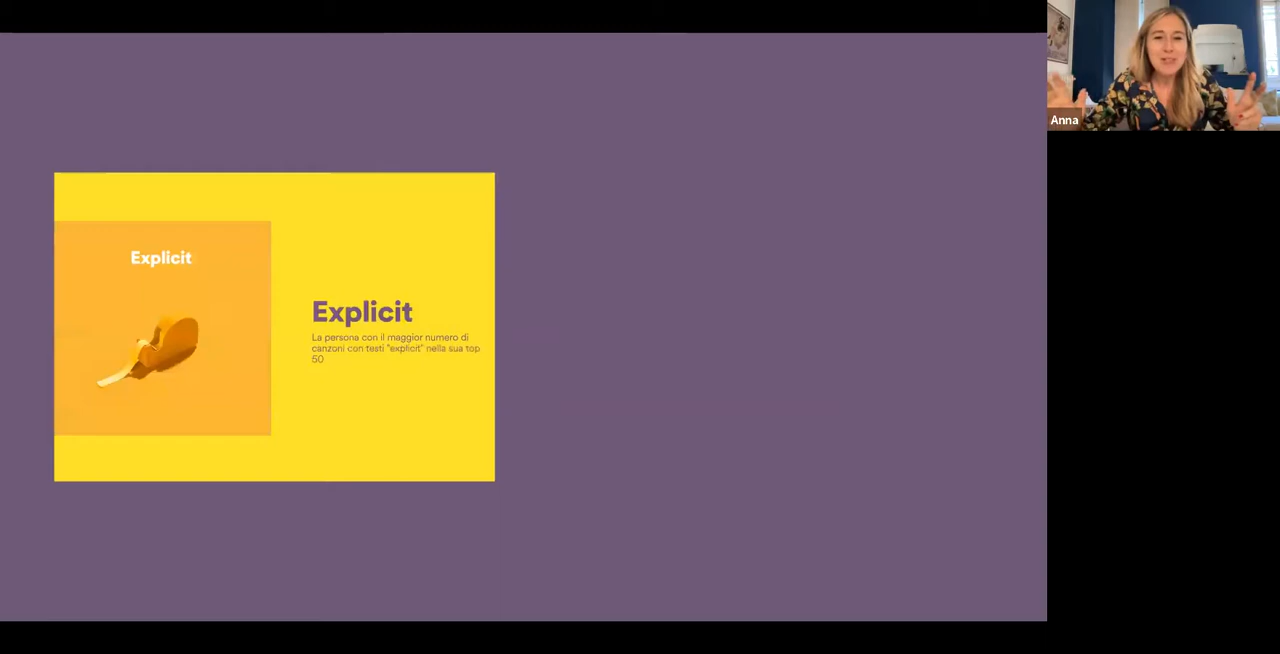 Anna
Explicit
Explicit
La persona con il maggior numero di
canzoni con testi "explicit" nella sua top
50